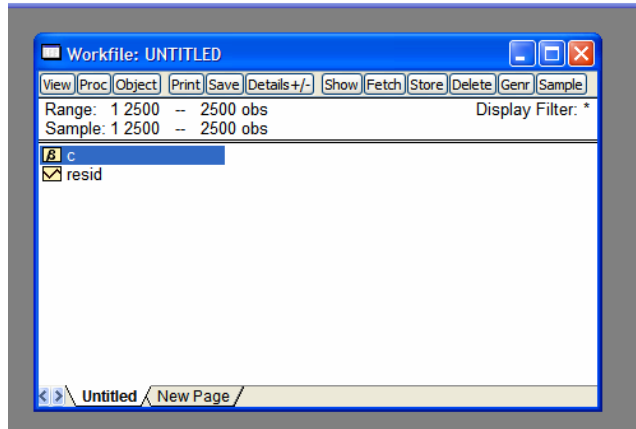 Workfile: UNTITLED
View Proc Object Print Save Details+/- Show Fetch Store Delete Genr Sample
Range: 1 2500 -- 2500 obs Display Filter: *
Sample: 1 2500 -- 2500 obs
β c
resid
Untitled New Page